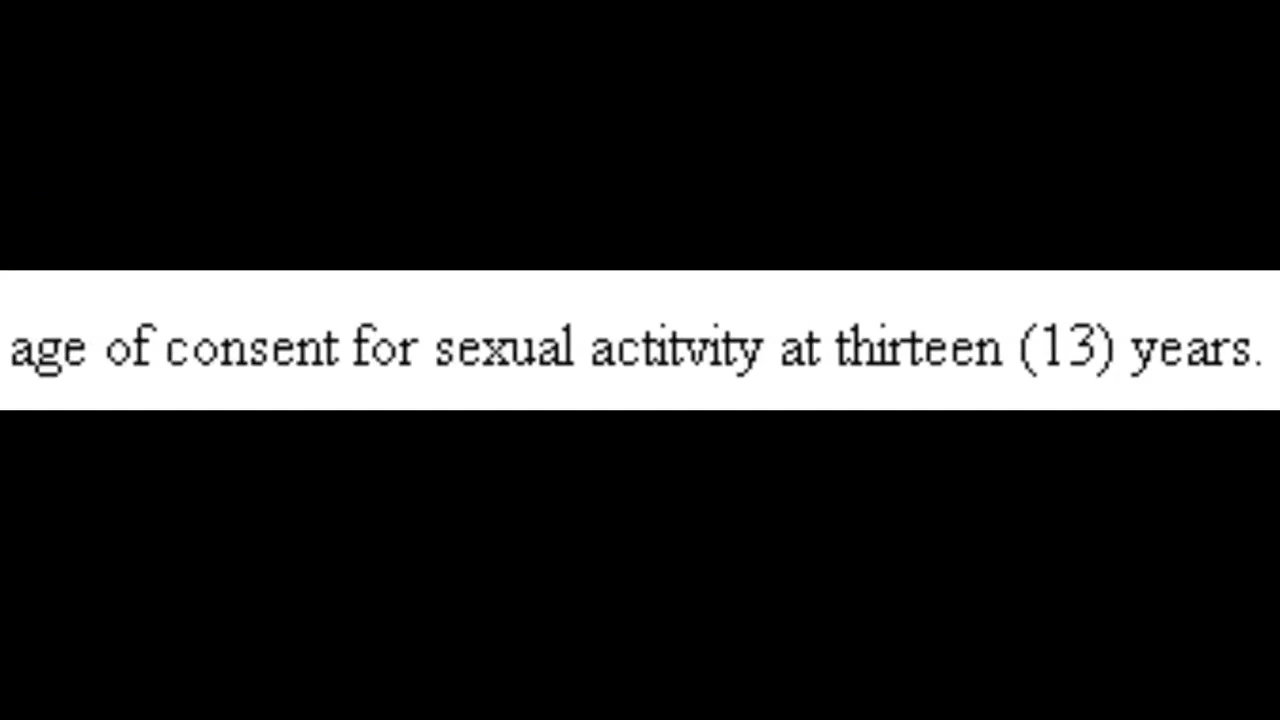 age of consent for sexual actitvity at thirteen (13) years.